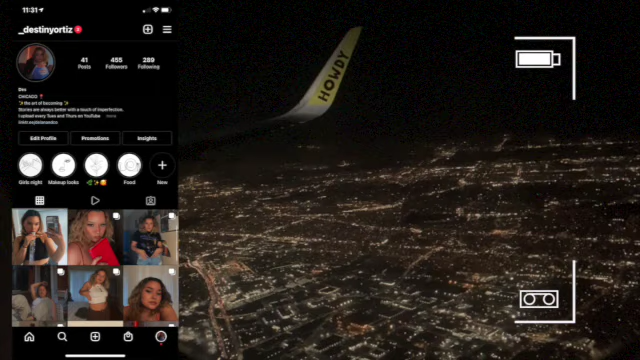 11:31
_destinyortiz
41
455
289
Posts
Followers
Following
Des
CHICAGO
the art of becoming
Stories are always better with a touch of imperfection.
I upload every Tues and Thurs on YouTube
Edit Profile
Promotions
Insights
Girls night
Makeup looks
Food
New
HOWDY